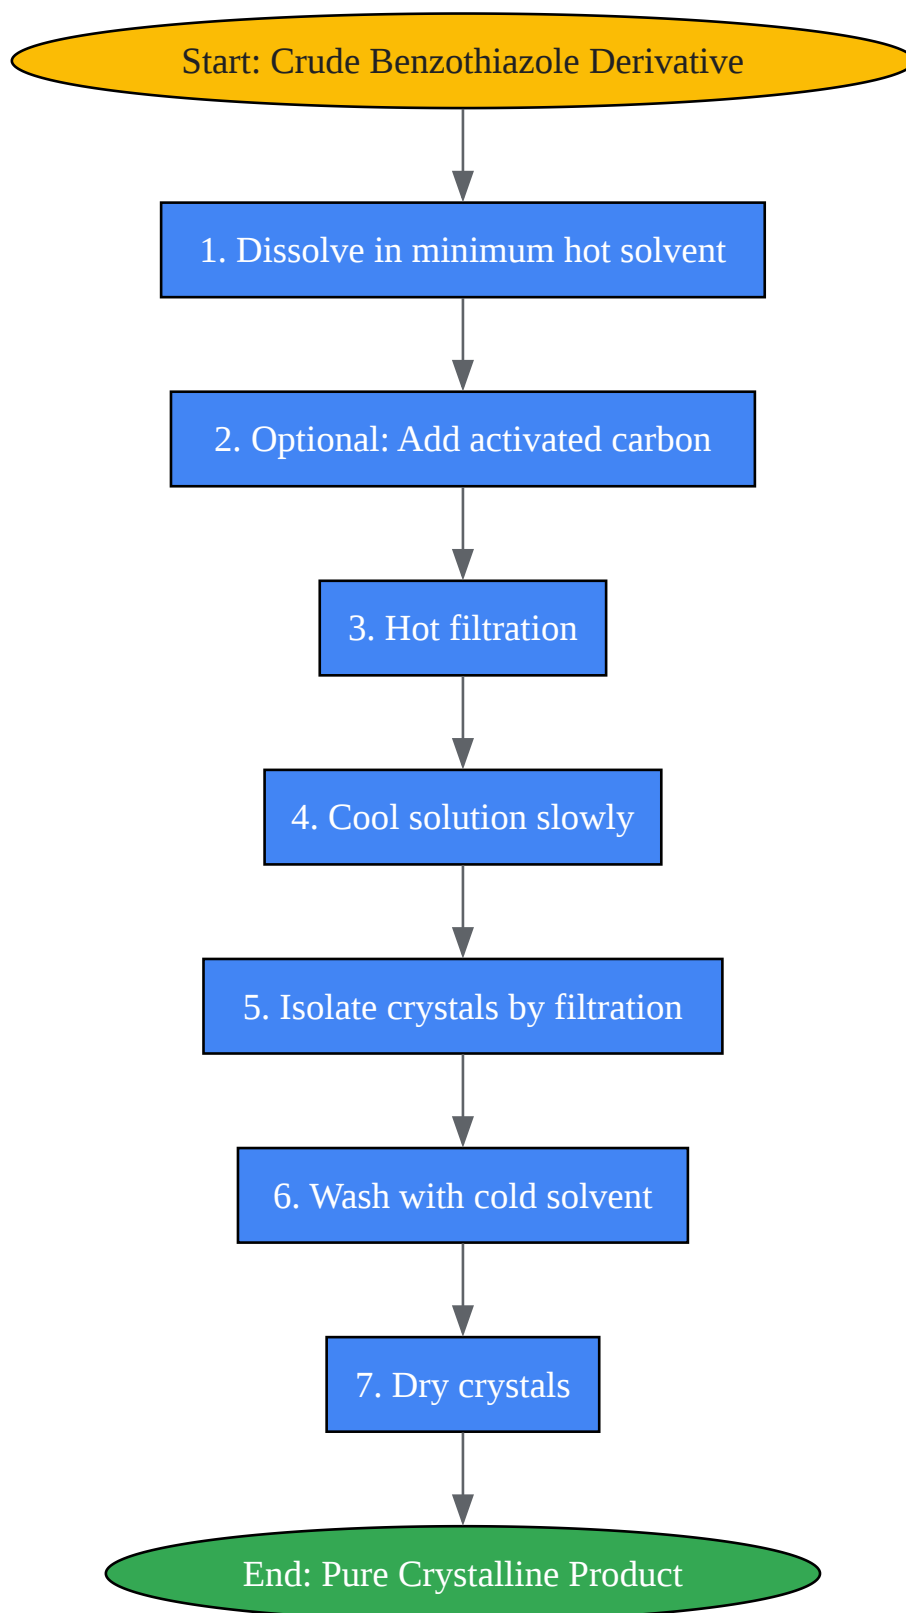 Start: Crude Benzothiazole Derivative
1. Dissolve in minimum hot solvent
2. Optional: Add activated carbon
3. Hot filtration
4. Cool solution slowly
5. Isolate crystals by filtration
6. Wash with cold solvent
7. Dry crystals
End: Pure Crystalline Product